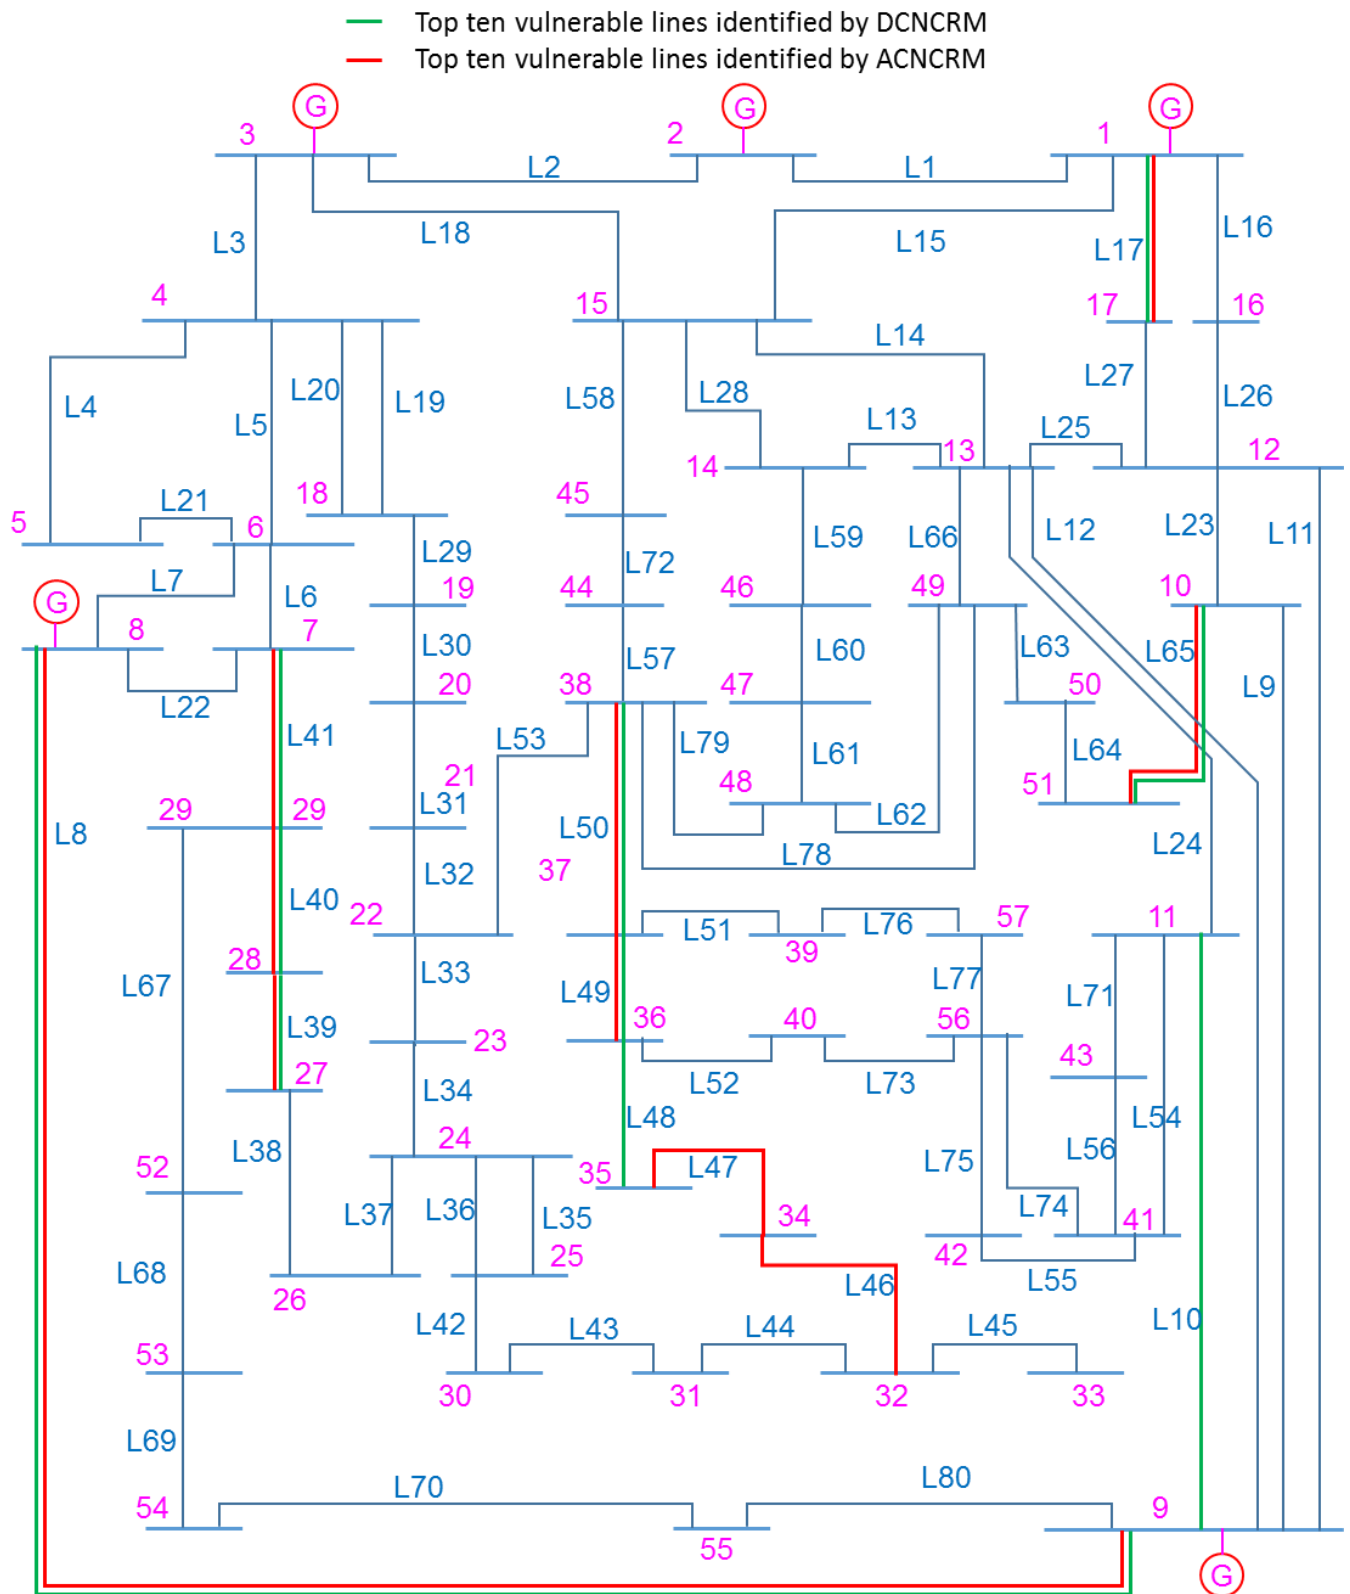 Top ten vulnerable lines identified by DCNCRM
Top ten vulnerable lines identified by ACNCRM
G G G
3 2 1
L2 L1
L3 L18 L15 L17 L16
4 15 17 16
L14
L4 L5 L20 L19 L58 L28 L27 L26
L13 L25
14 13 12
5 L21 6 18 45
L29 L72 L59 L66 L12 L23 L11
G L7 L6 19 44 46 49 10
8 7 L30 L57 L60 L63 L65
L22 20 38 47 50 L9
L41 L53 L79 L61 L64
21 48 51
29 29 L31 L62
L8 L50 L78 L24
L40 L32 37
22 L51 L76 57 11
28 39
L67 L33 L49 L77 L71
L39 23 36 40 56
27 43
L34 L52 L73
L38 24 L48 L56 L54
52 35 L47 L75
L37 L36 L35 34 L74 41
25 42 L55
L68 26 L46
L42 L43 L44 L45 L10
53
30 31 32 33
L69
L70 L80
54 55 9
G